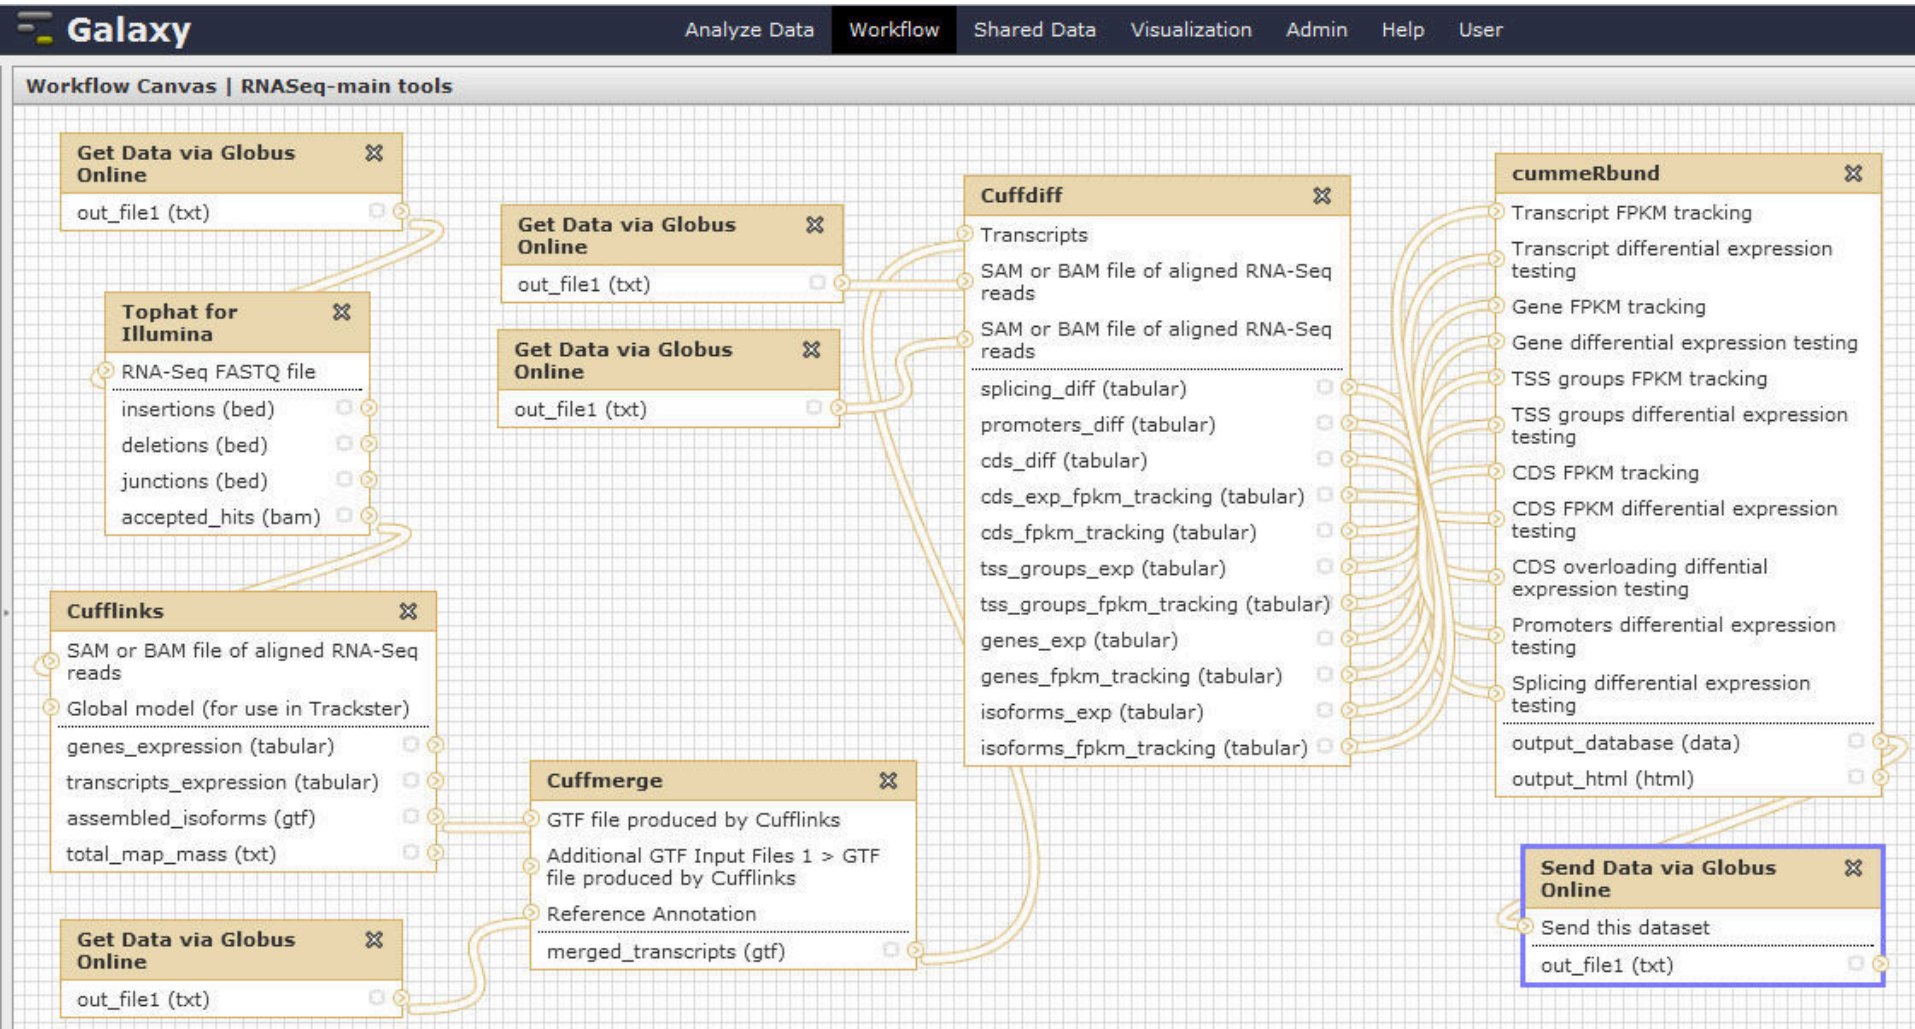 Galaxy
Analyze Data Workflow Shared Data Visualization Admin Help User
Workflow Canvas | RNASeq-main tools
Get Data via Globus
Online
out_file1 (txt)
Tophat for
Illumina
RNA-Seq FASTQ file
insertions (bed)
deletions (bed)
junctions (bed)
accepted_hits (bam)
Cufflinks
SAM or BAM file of aligned RNA-Seq
reads
Global model (for use in Trackster)
genes_expression (tabular)
transcripts_expression (tabular)
assembled_isoforms (gtf)
total_map_mass (txt)
Get Data via Globus
Online
out_file1 (txt)
Get Data via Globus
Online
out_file1 (txt)
Get Data via Globus
Online
out_file1 (txt)
Cuffmerge
GTF file produced by Cufflinks
Additional GTF Input Files 1 > GTF
file produced by Cufflinks
Reference Annotation
merged_transcripts (gtf)
Cuffdiff
Transcripts
SAM or BAM file of aligned RNA-Seq
reads
SAM or BAM file of aligned RNA-Seq
reads
splicing_diff (tabular)
promoters_diff (tabular)
cds_diff (tabular)
cds_exp_fpkm_tracking (tabular)
cds_fpkm_tracking (tabular)
tss_groups_exp (tabular)
tss_groups_fpkm_tracking (tabular)
genes_exp (tabular)
genes_fpkm_tracking (tabular)
isoforms_exp (tabular)
isoforms_fpkm_tracking (tabular)
cummeRbund
Transcript FPKM tracking
Transcript differential expression
testing
Gene FPKM tracking
Gene differential expression testing
TSS groups FPKM tracking
TSS groups differential expression
testing
CDS FPKM tracking
CDS FPKM differential expression
testing
CDS overloading diffential
expression testing
Promoters differential expression
testing
Splicing differential expression
testing
output_database (data)
output_html (html)
Send Data via Globus
Online
Send this dataset
out_file1 (txt)